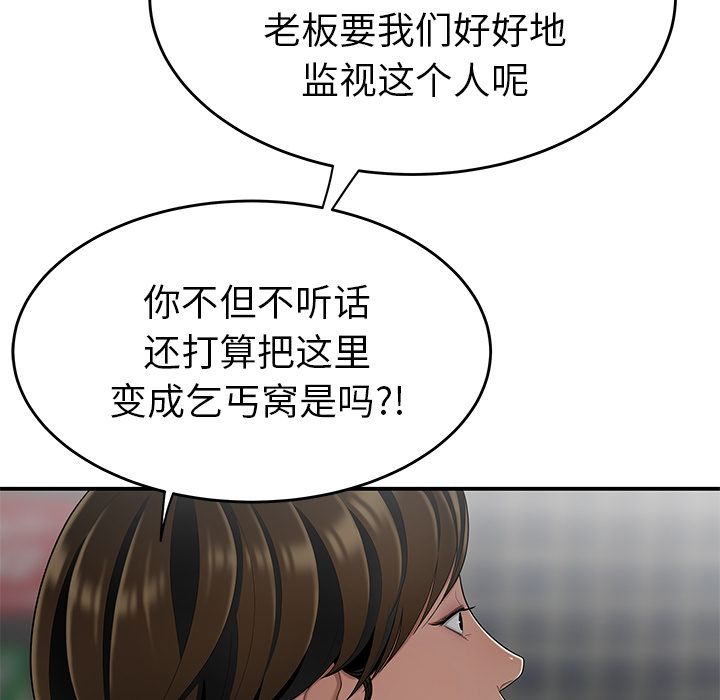 老板要我们好好地
监视这个人呢
你不但不听话
还打算把这里
变成乞丐窝是吗?!